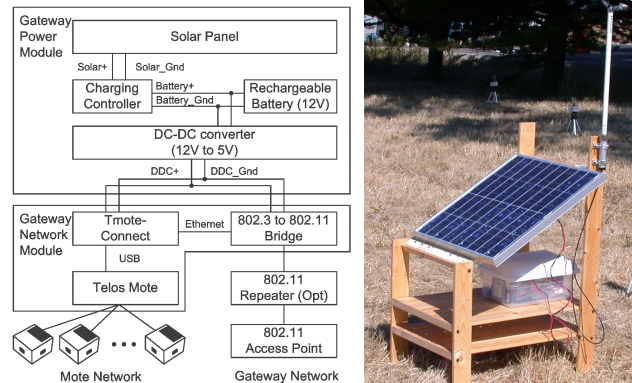 Gateway
Power
Module
Solar Panel
Solar+
Solar_Gnd
Charging
Controller
Battery+
Battery_Gnd
Rechargeable
Battery (12V)
DC-DC converter
(12V to 5V)
DDC+
DDC_Gnd
Gateway
Network
Module
Tmote-
Connect
Ethernet
802.3 to 802.11
Bridge
USB
Telos Mote
802.11
Repeater (Opt)
802.11
Access Point
Mote Network
Gateway Network